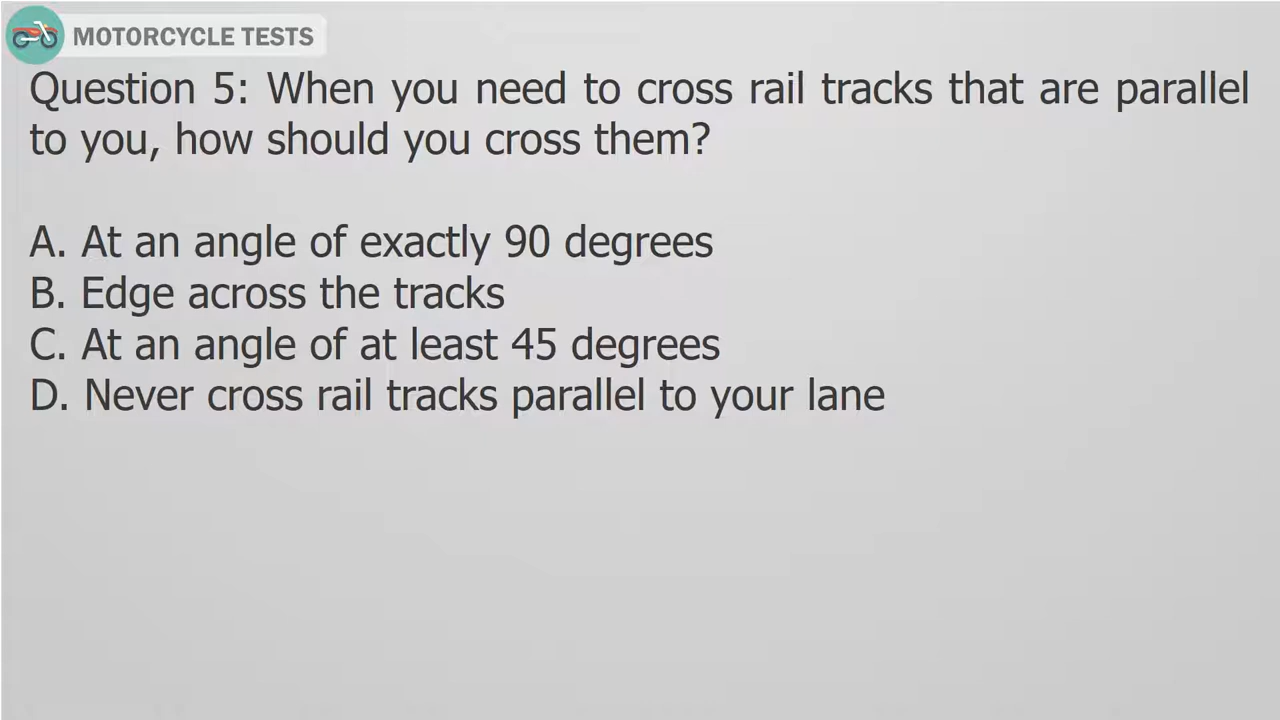 MOTORCYCLE TESTS
Question 5: When you need to cross rail tracks that are parallel
to you, how should you cross them?
A. At an angle of exactly 90 degrees
B. Edge across the tracks
C. At an angle of at least 45 degrees
D. Never cross rail tracks parallel to your lane